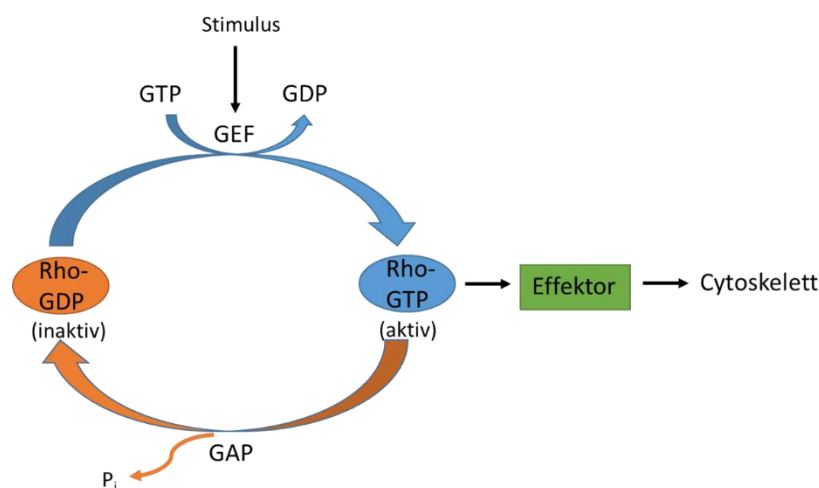 Stimulus
GTP
GDP
GEF
Rho-
GDP
(inaktiv)
Rho-
GTP
(aktiv)
Effektor
Cytoskelett
GAP
Pi